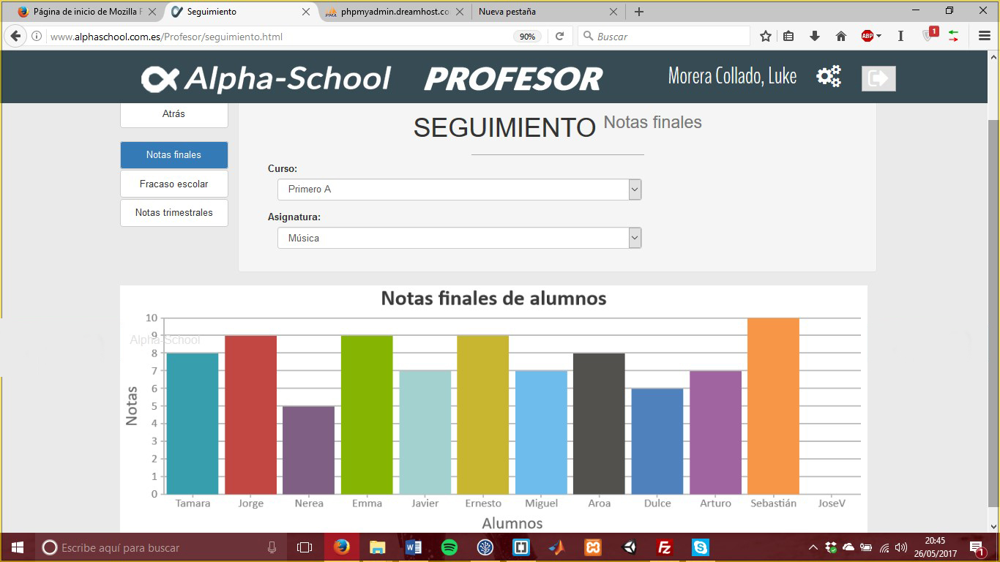 Página de inicio de Mozilla F
Seguimiento
phpmyadmin.dreamhost.co
Nueva pestaña
www.alphaschool.com.es/Profesor/seguimiento.html
90%
Buscar
ABP
1
Alpha-School
PROFESOR
Morera Collado, Luke
Atrás
SEGUIMIENTO Notas finales
Notas finales
Fracaso escolar
Notas trimestrales
Curso:
Primero A
Asignatura:
Música
Notas finales de alumnos
Alpha-School
10
9
8
7
6
5
4
3
2
1
0
Notas
Tamara Jorge Nerea Emma Javier Ernesto Miguel Aroa Dulce Arturo Sebastián JoseV
Alumnos
Escribe aquí para buscar
20:45
26/05/2017
1